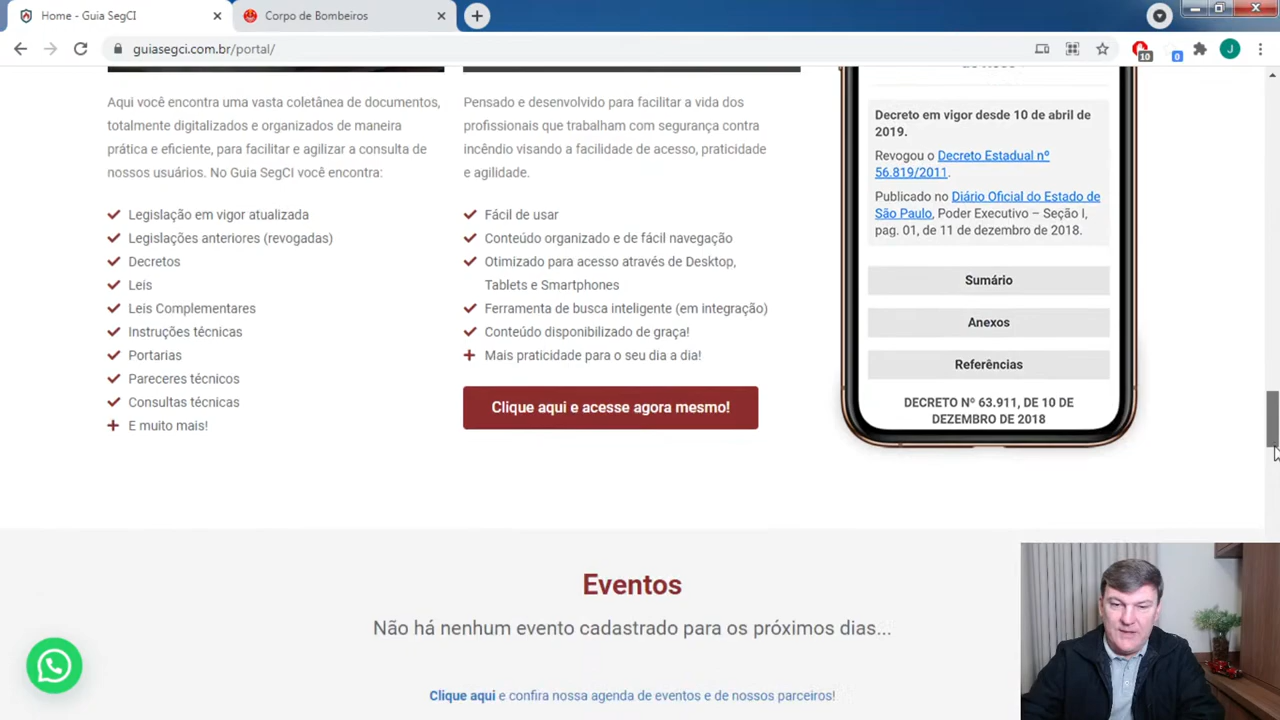 Home - Guia SegCI
Corpo de Bombeiros
guiasegci.com.br/portal/
J
10
0
Aqui você encontra uma vasta coletânea de documentos,
totalmente digitalizados e organizados de maneira
prática e eficiente, para facilitar e agilizar a consulta de
nossos usuários. No Guia SegCI você encontra:
Legislação em vigor atualizada
Legislações anteriores (revogadas)
Decretos
Leis
Leis Complementares
Instruções técnicas
Portarias
Pareceres técnicos
Consultas técnicas
E muito mais!
Pensado e desenvolvido para facilitar a vida dos
profissionais que trabalham com segurança contra
incêndio visando a facilidade de acesso, praticidade
e agilidade.
Fácil de usar
Conteúdo organizado e de fácil navegação
Otimizado para acesso através de Desktop,
Tablets e Smartphones
Ferramenta de busca inteligente (em integração)
Conteúdo disponibilizado de graça!
Mais praticidade para o seu dia a dia!
Clique aqui e acesse agora mesmo!
Decreto em vigor desde 10 de abril de
2019.
Revogou o Decreto Estadual nº
56.819/2011.
Publicado no Diário Oficial do Estado de
São Paulo, Poder Executivo – Seção I,
pag. 01, de 11 de dezembro de 2018.
Sumário
Anexos
Referências
DECRETO Nº 63.911, DE 10 DE
DEZEMBRO DE 2018
Eventos
Não há nenhum evento cadastrado para os próximos dias...
Clique aqui e confira nossa agenda de eventos e de nossos parceiros!